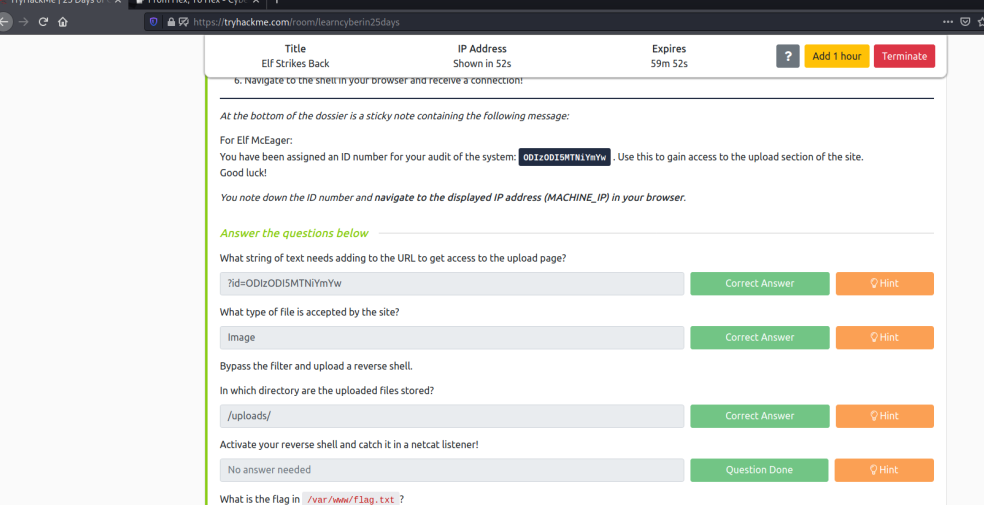 TryHackMe | 25 Days of From Hex, To Hex - Cyb
https://tryhackme.com/room/learncyberin25days
Title IP Address Expires
Elf Strikes Back Shown in 52s 59m 52s ? Add 1 hour Terminate
6. Navigate to the shell in your browser and receive a connection!
At the bottom of the dossier is a sticky note containing the following message:
For Elf McEager:
You have been assigned an ID number for your audit of the system: ODIzODI5MTNiYmYw . Use this to gain access to the upload section of the site.
Good luck!
You note down the ID number and navigate to the displayed IP address (MACHINE_IP) in your browser.
Answer the questions below
What string of text needs adding to the URL to get access to the upload page?
?id=ODIzODI5MTNiYmYw Correct Answer Hint
What type of file is accepted by the site?
Image Correct Answer Hint
Bypass the filter and upload a reverse shell.
In which directory are the uploaded files stored?
/uploads/ Correct Answer Hint
Activate your reverse shell and catch it in a netcat listener!
No answer needed Question Done Hint
What is the flag in /var/www/flag.txt ?